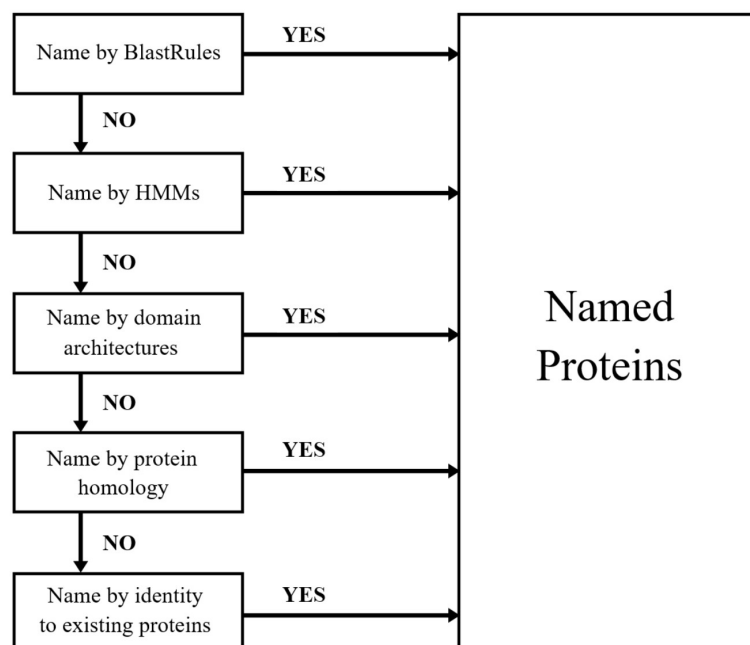 Name by BlastRules
YES
NO
Name by HMMs
YES
NO
Name by domain
architectures
YES
NO
Name by protein
homology
YES
NO
Name by identity
to existing proteins
YES
Named
Proteins